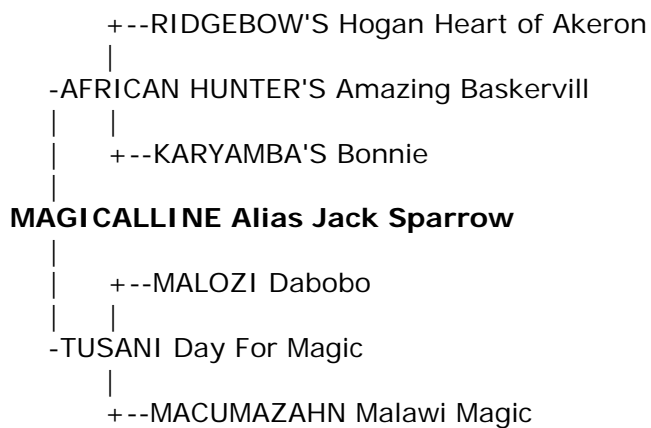 +--RIDGEBOW'S Hogan Heart of Akeron
|
-AFRICAN HUNTER'S Amazing Baskervill
| |
| +--KARYAMBA'S Bonnie
|
MAGICALLINE Alias Jack Sparrow
|
| +--MALOZI Dabobo
| |
-TUSANI Day For Magic
|
+--MACUMAZAHN Malawi Magic